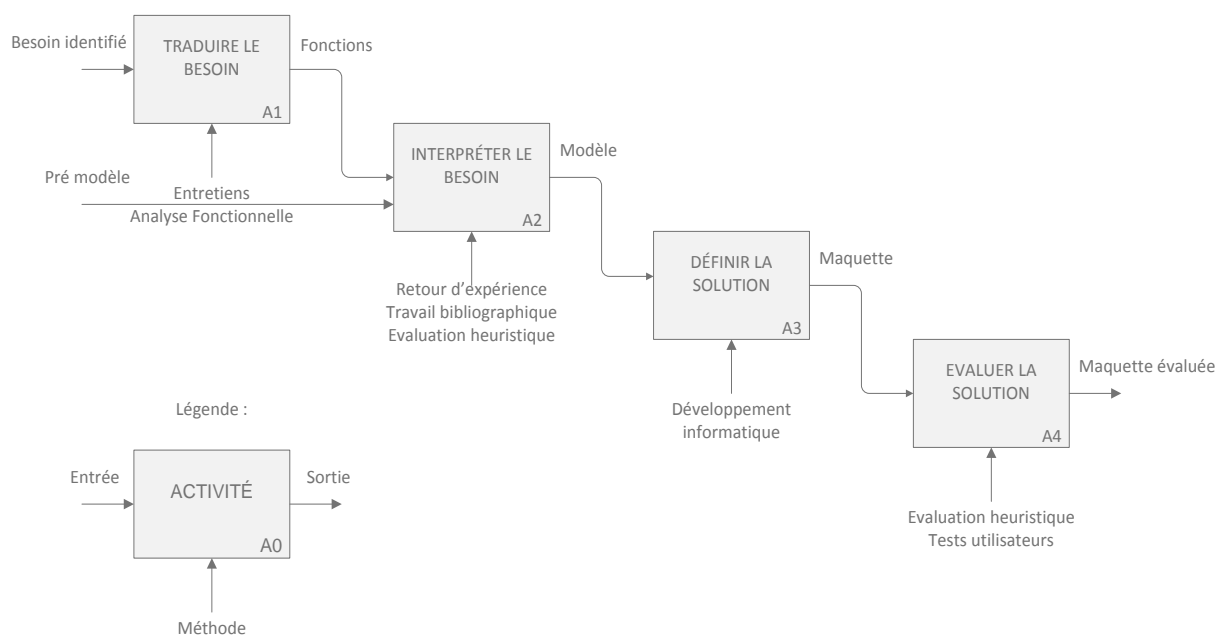 Besoin identifié
TRADUIRE LE
BESOIN
A1
Fonctions
Pré modèle
Entretiens
Analyse Fonctionnelle
INTERPRÉTER LE
BESOIN
A2
Modèle
Retour d’expérience
Travail bibliographique
Evaluation heuristique
DÉFINIR LA
SOLUTION
A3
Maquette
Développement
informatique
EVALUER LA
SOLUTION
A4
Maquette évaluée
Evaluation heuristique
Tests utilisateurs
Légende :
Entrée
ACTIVITÉ
A0
Sortie
Méthode